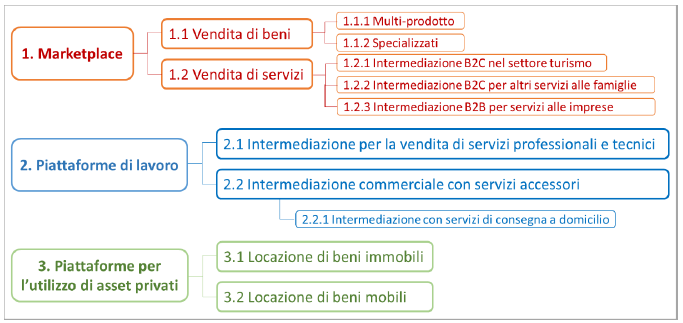 1. Marketplace
1.1 Vendita di beni
1.1.1 Multi-prodotto
1.1.2 Specializzati
1.2 Vendita di servizi
1.2.1 Intermediazione B2C nel settore turismo
1.2.2 Intermediazione B2C per altri servizi alle famiglie
1.2.3 Intermediazione B2B per servizi alle imprese
2. Piattaforme di lavoro
2.1 Intermediazione per la vendita di servizi professionali e tecnici
2.2 Intermediazione commerciale con servizi accessori
2.2.1 Intermediazione con servizi di consegna a domicilio
3. Piattaforme per
l'utilizzo di asset privati
3.1 Locazione di beni immobili
3.2 Locazione di beni mobili